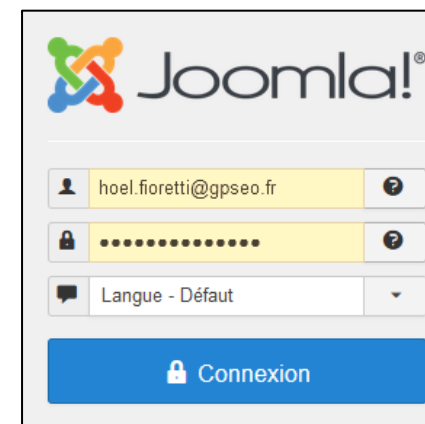 Joomla!®
hoel.fioretti@gpseo.fr
••••••••••••••
Langue - Défaut
Connexion